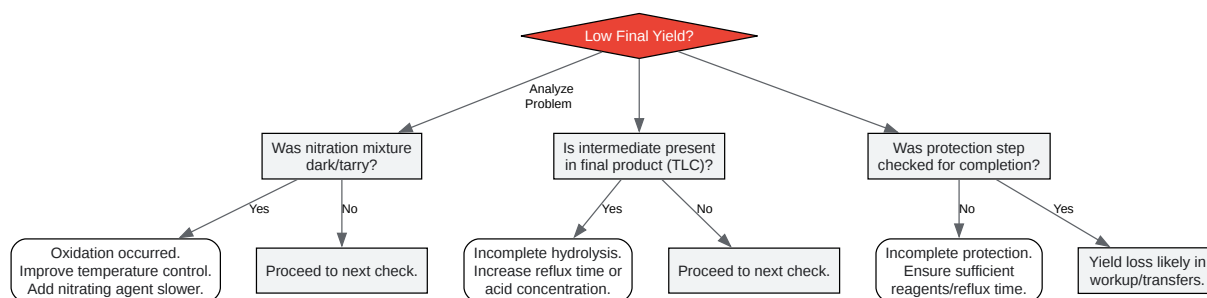 Low Final Yield?
Analyze
Problem
Was nitration mixture
dark/tarry?
Is intermediate present
in final product (TLC)?
Was protection step
checked for completion?
Yes
No
Yes
No
No
Yes
Oxidation occurred.
Improve temperature control.
Add nitrating agent slower.
Proceed to next check.
Incomplete hydrolysis.
Increase reflux time or
acid concentration.
Proceed to next check.
Incomplete protection.
Ensure sufficient
reagents/reflux time.
Yield loss likely in
workup/transfers.